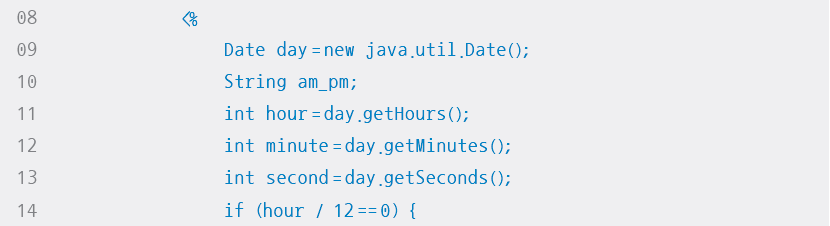 08 <%
09 Date day=new java.util.Date();
10 String am_pm;
11 int hour=day.getHours();
12 int minute=day.getMinutes();
13 int second=day.getSeconds();
14 if (hour / 12==0) {